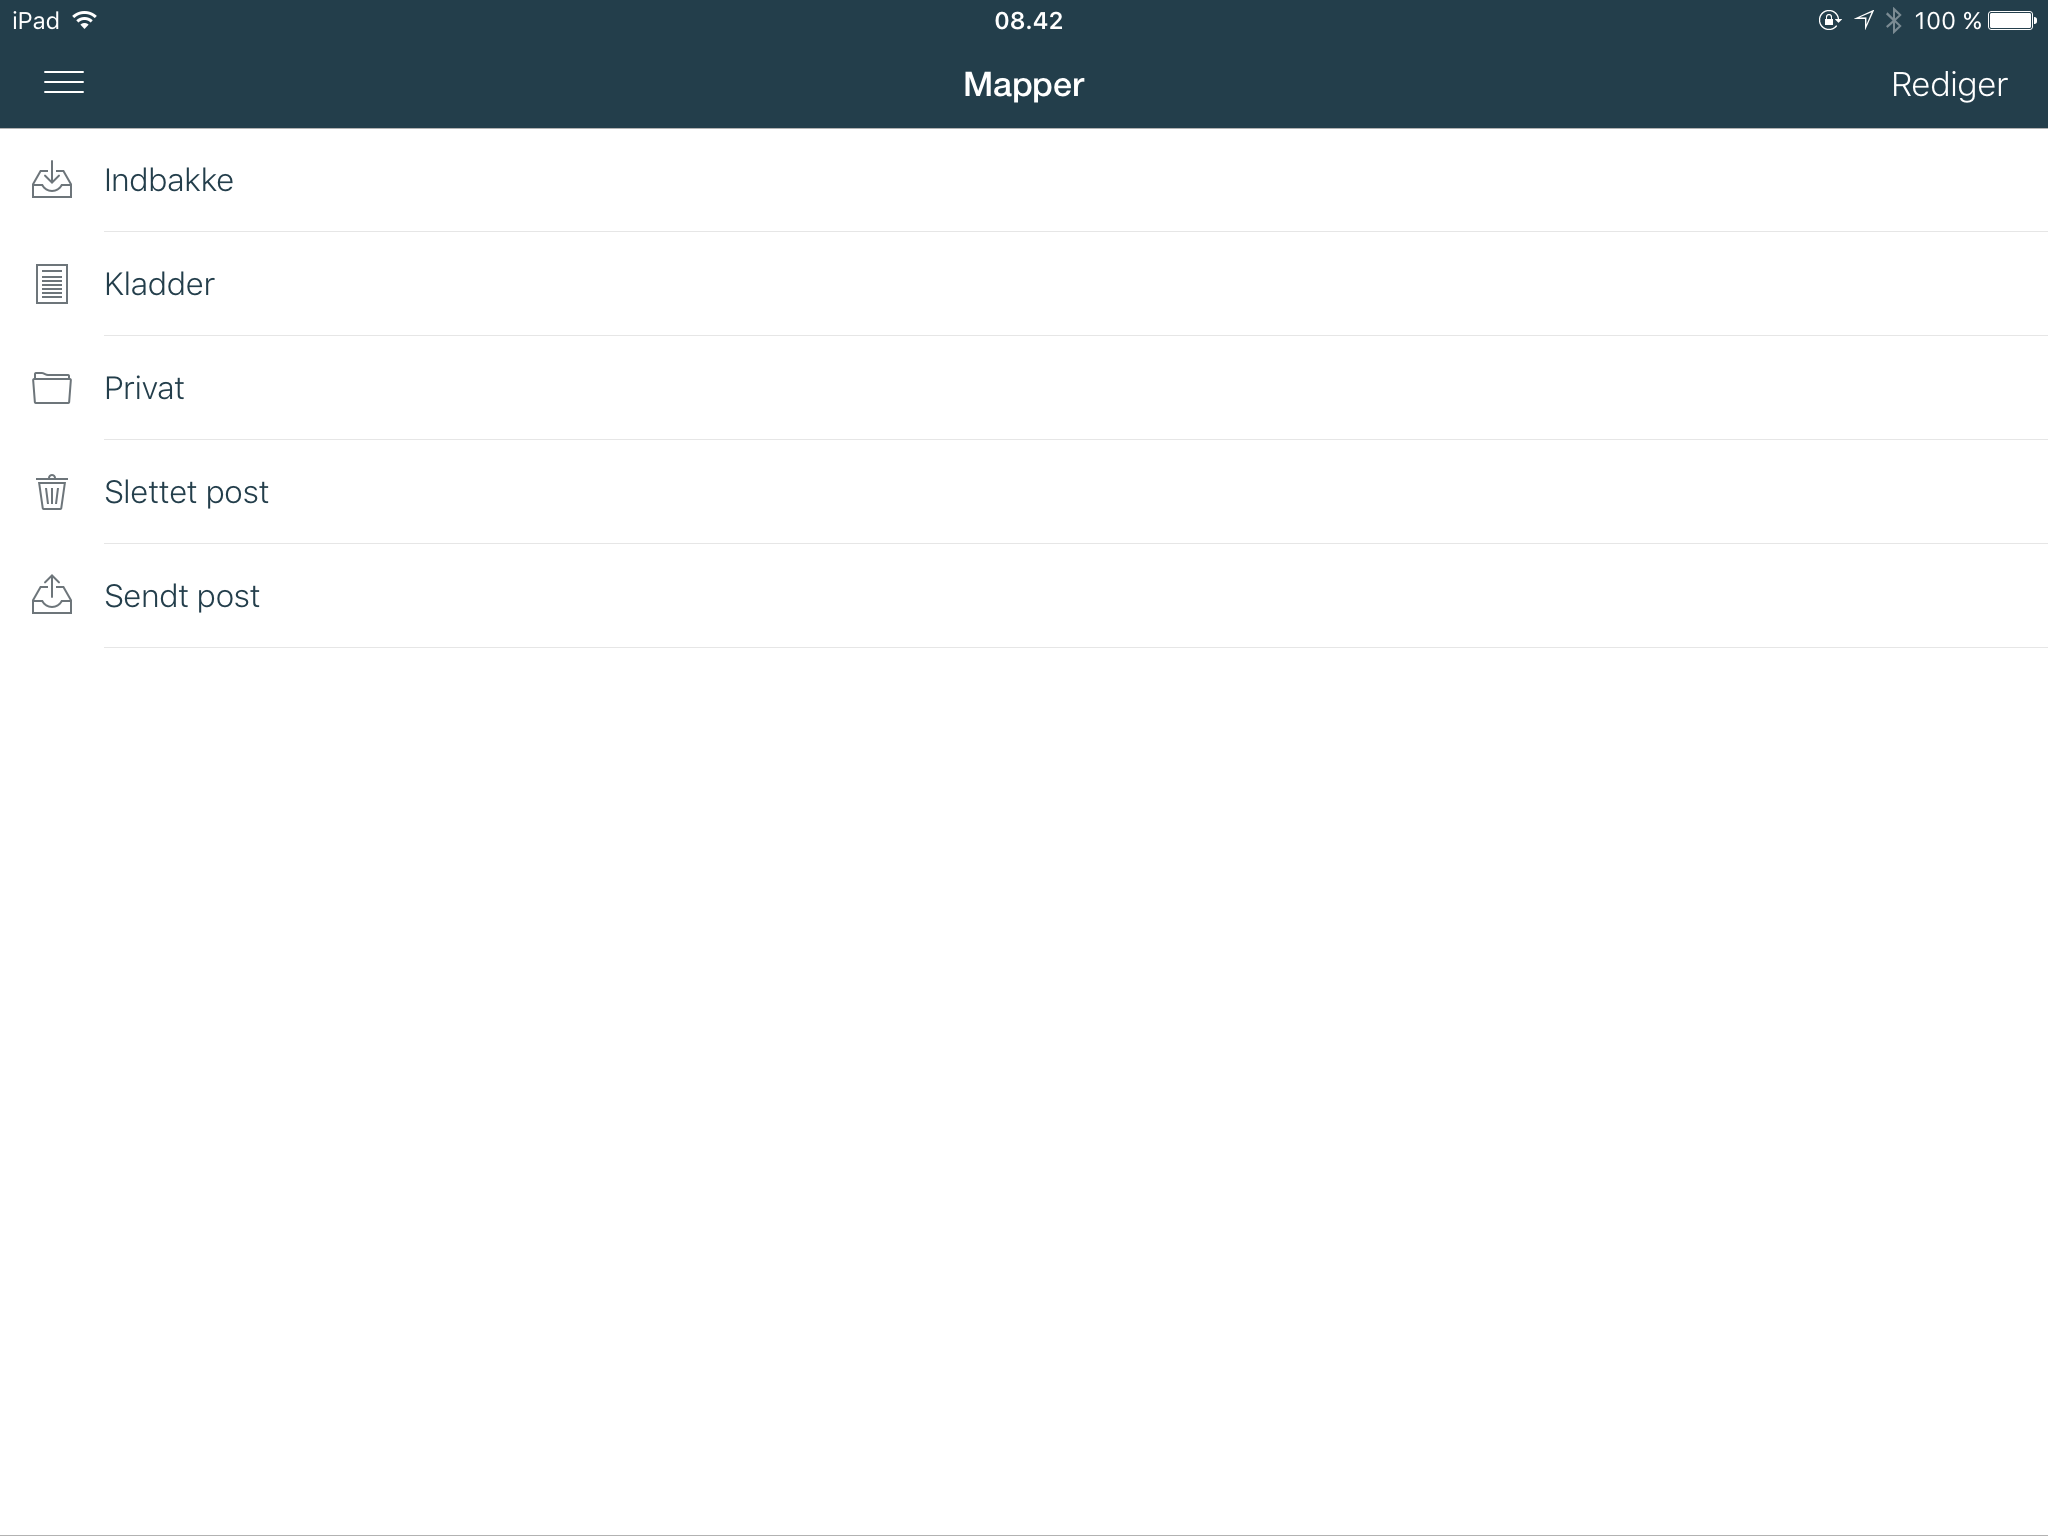 iPad
08.42
100 %
Mapper
Rediger
Indbakke
Kladder
Privat
Slettet post
Sendt post